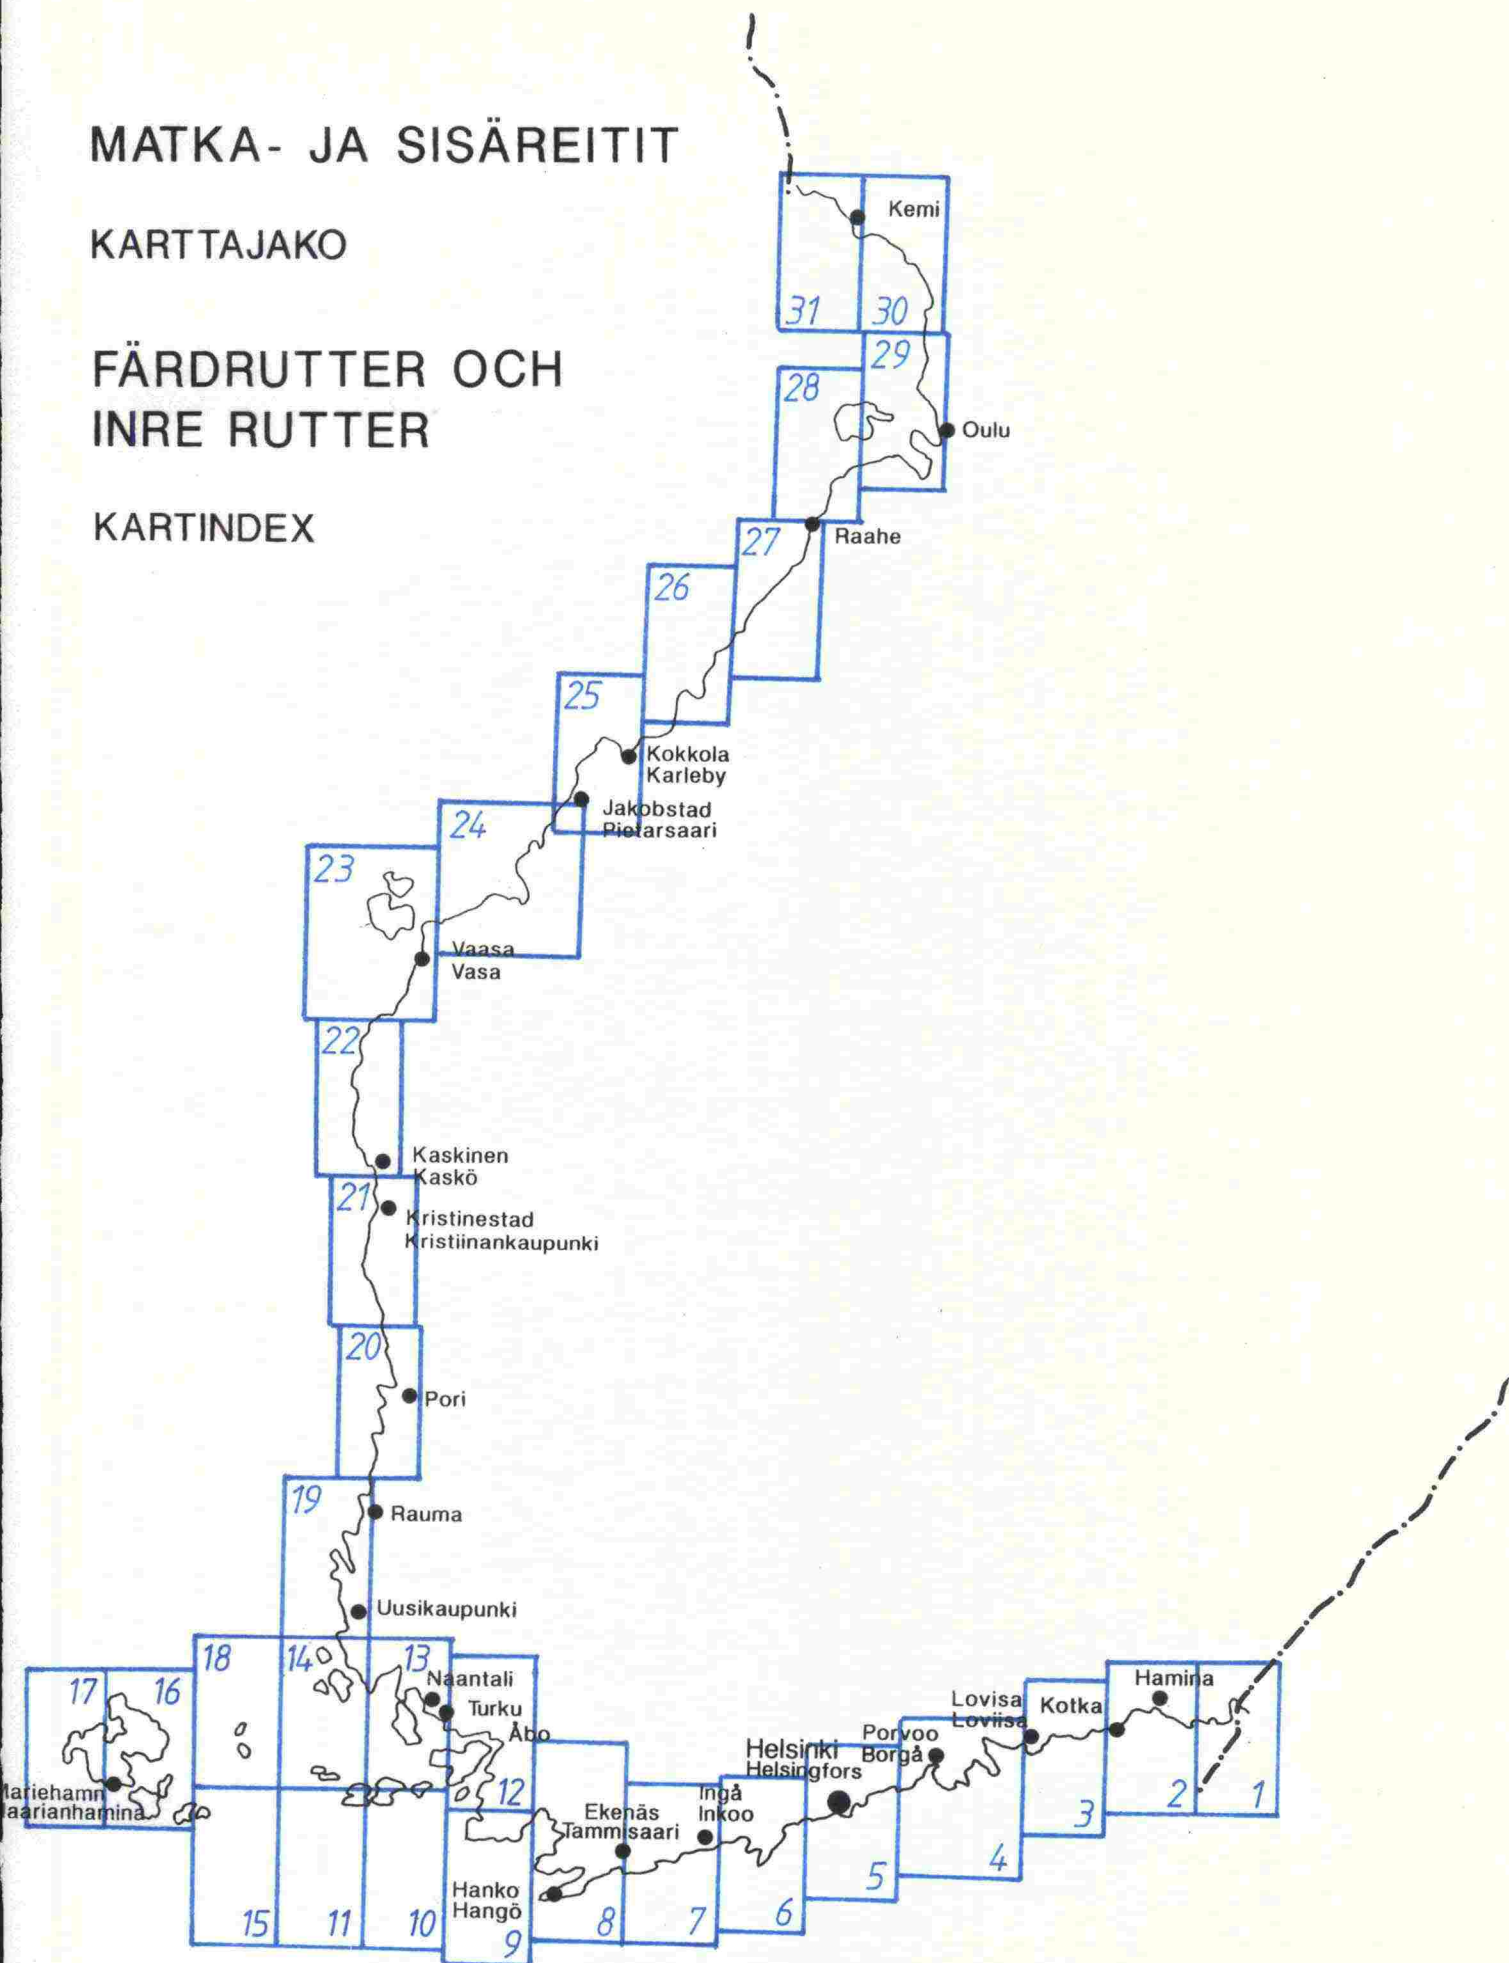 MATKA- JA SISÄREITIT
KARTTAJAKO
FÄRDRUTTER OCH
INRE RUTTER
KARTINDEX
Kemi
31
30
29
28
Oulu
27
Raahe
26
25
Kokkola
Karleby
Jakobstad
Pietarsaari
24
23
Vaasa
Vasa
22
Kaskinen
Kaskö
21
Kristinestad
Kristiinankaupunki
20
Pori
19
Rauma
Uusikaupunki
18
14
13
Naantali
17
16
Turku
Åbo
Hamina
Lovisa
Loviisa
Kotka
Porvoo
Borgå
Helsinki
Helsingfors
Mariehamn
Maarianhamina
12
Ingå
Inkoo
Ekenäs
Tammisaari
2
1
3
4
5
Hanko
Hangö
15
11
10
9
8
7
6